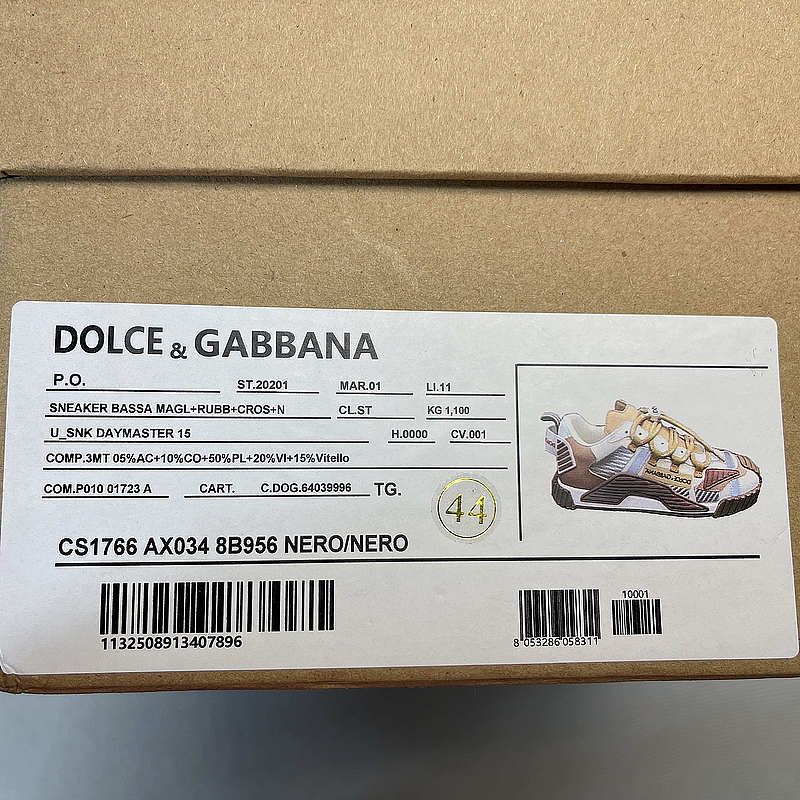 DOLCE & GABBANA
P.O. ST.20201 MAR.01 LI.11
SNEAKER BASSA MAGL+RUBB+CROS+N CL.ST KG 1,100
U_SNK DAYMASTER 15 H.0000 CV.001
COMP.3MT 05%AC+10%CO+50%PL+20%VI+15%Vitello
COM.P010 01723 A CART. C.DOG.64039996 TG.
44
CS1766 AX034 8B956 NERO/NERO
1132508913407896
8 053286 058311
10001